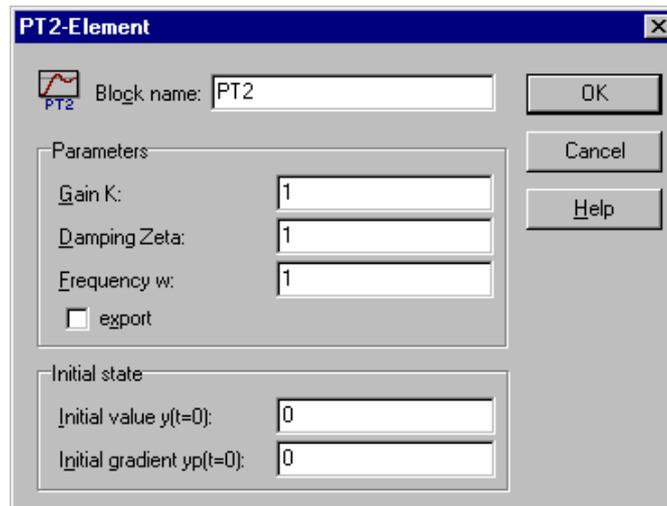 PT2-Element
PT2
Block name: PT2
OK
Cancel
Help
Parameters
Gain K: 1
Damping Zeta: 1
Frequency w: 1
export
Initial state
Initial value y(t=0): 0
Initial gradient yp(t=0): 0